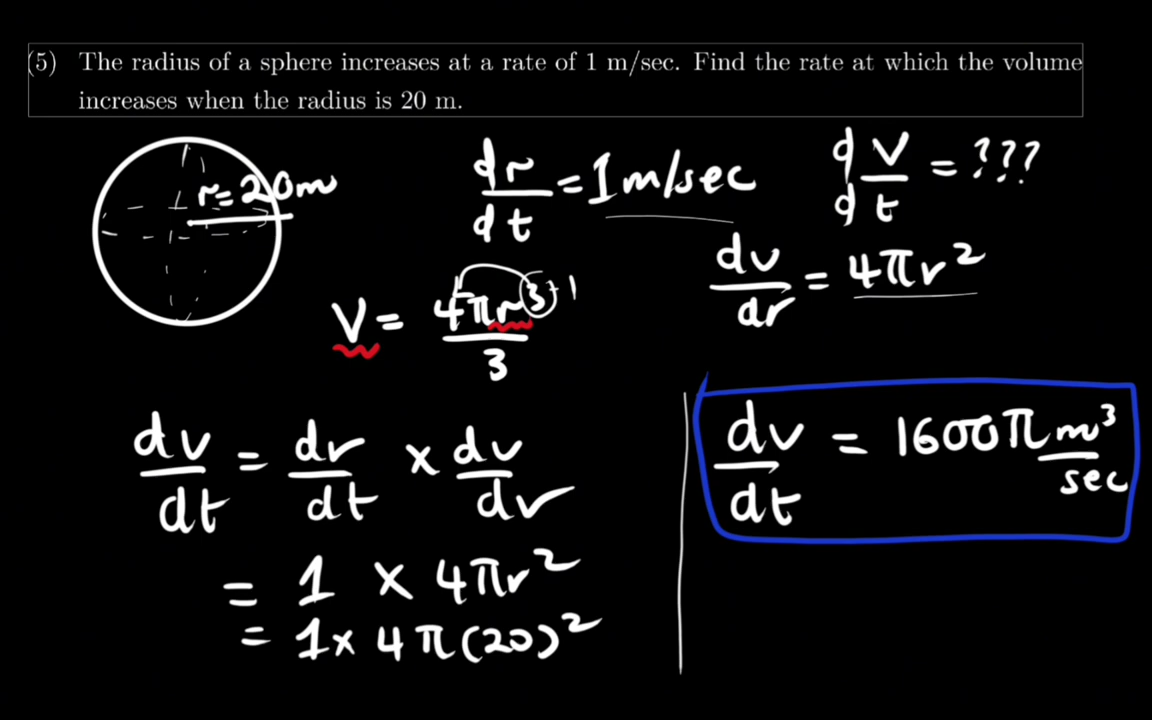 (5) The radius of a sphere increases at a rate of 1 m/sec. Find the rate at which the volume
increases when the radius is 20 m.
r=20m
dr/dt = 1m/sec
dV/dt = ???
dv/dr = 4πr²
V = 4πr³/3
-1
dv/dt = dr/dt × dv/dr
= 1 × 4πr²
= 1× 4π(20)²
dv/dt = 1600π m³/sec